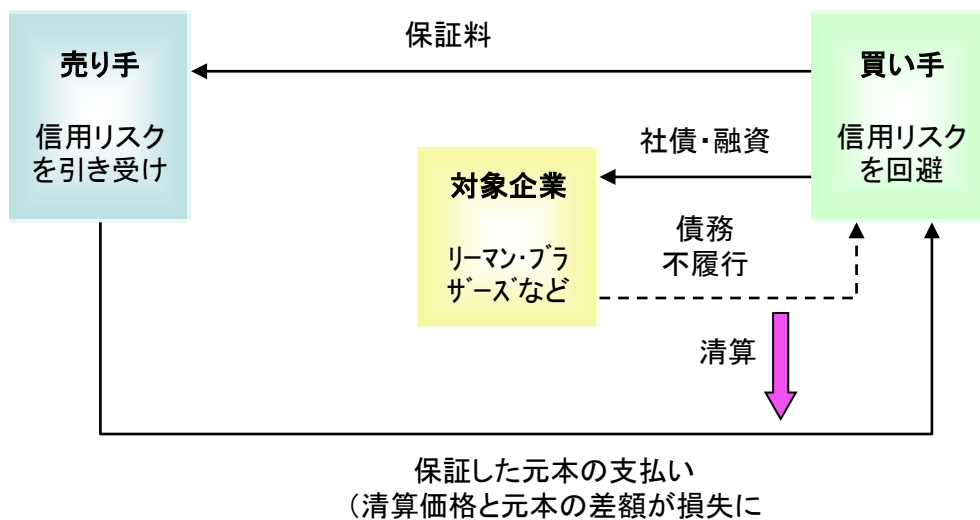 保証料
売り手
信用リスク
を引き受け
買い手
信用リスク
を回避
社債・融資
対象企業
ﾘｰﾏﾝ･ﾌﾞﾗ
ｻﾞｰｽﾞなど
債務
不履行
清算
保証した元本の支払い
（清算価格と元本の差額が損失に